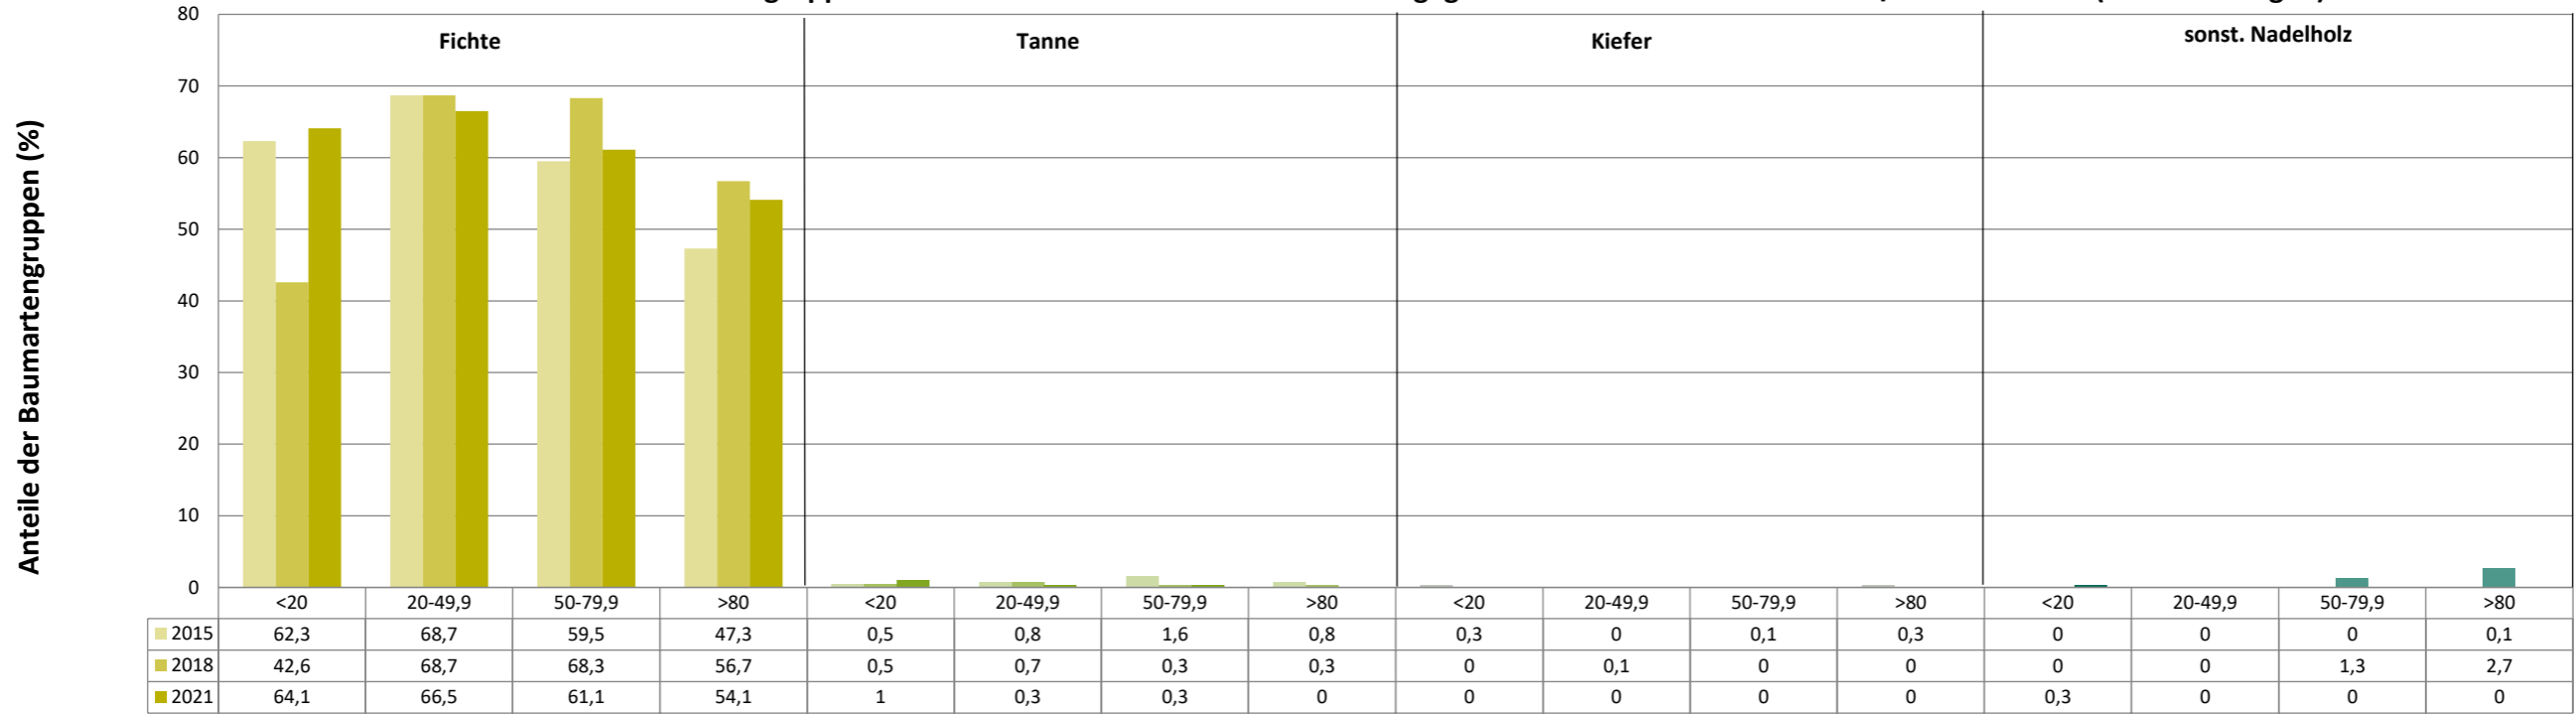 80
70
60
50
40
30
20
10
0
Anteile der Baumartengruppen (%)
Fichte Tanne Kiefer sonst. Nadelholz
<20 20-49,9 50-79,9 >80 <20 20-49,9 50-79,9 >80 <20 20-49,9 50-79,9 >80 <20 20-49,9 50-79,9 >80
2015 62,3 68,7 59,5 47,3 0,5 0,8 1,6 0,8 0,3 0 0,1 0,3 0 0 0 0,1
2018 42,6 68,7 68,3 56,7 0,5 0,7 0,3 0,3 0 0,1 0 0 0 0 1,3 2,7
2021 64,1 66,5 61,1 54,1 1 0,3 0,3 0 0 0 0 0 0,3 0 0 0